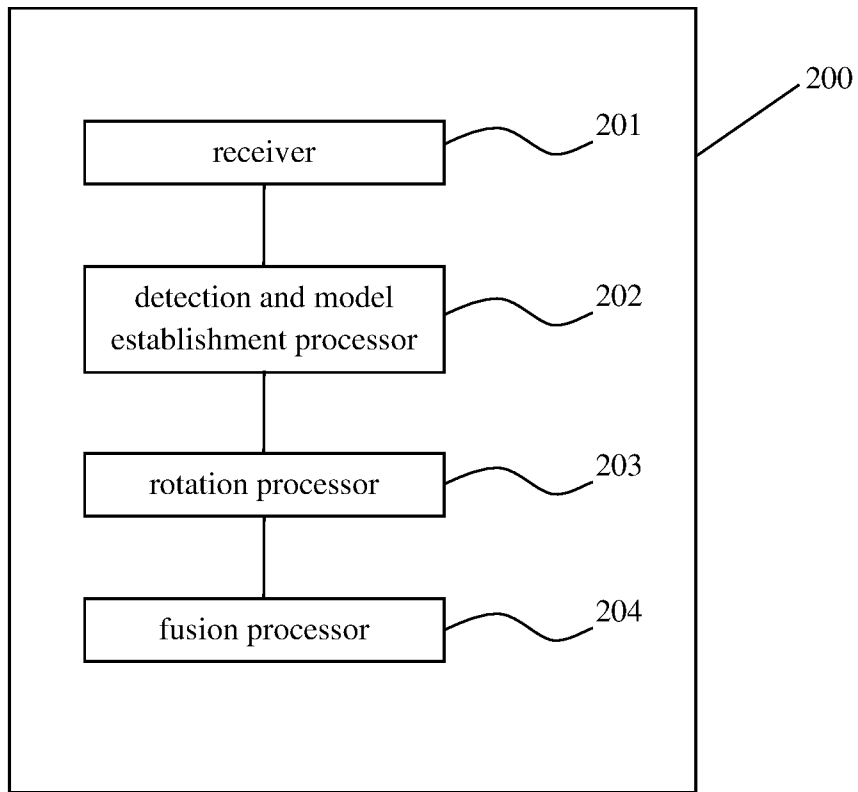 200
201
receiver
202
detection and model
establishment processor
203
rotation processor
204
fusion processor